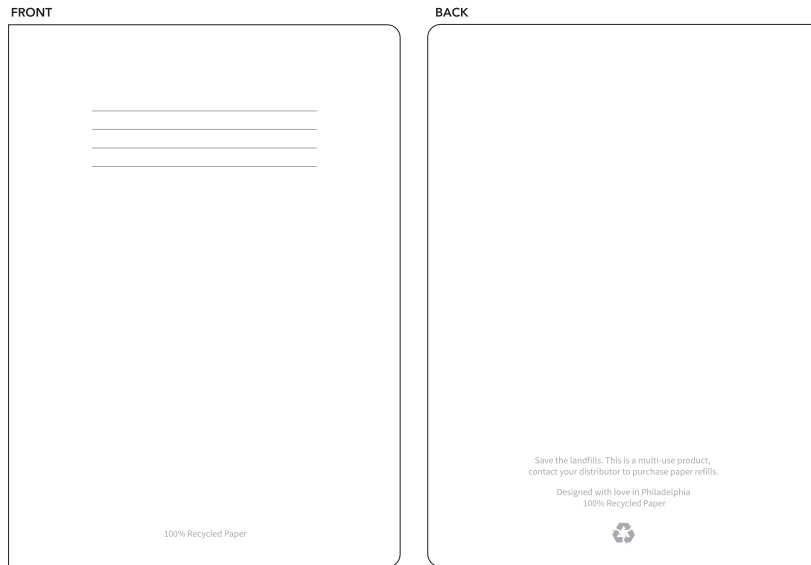 FRONT
100% Recycled Paper
BACK
Save the landfills. This is a multi-use product,
contact your distributor to purchase paper refills.
Designed with love in Philadelphia
100% Recycled Paper